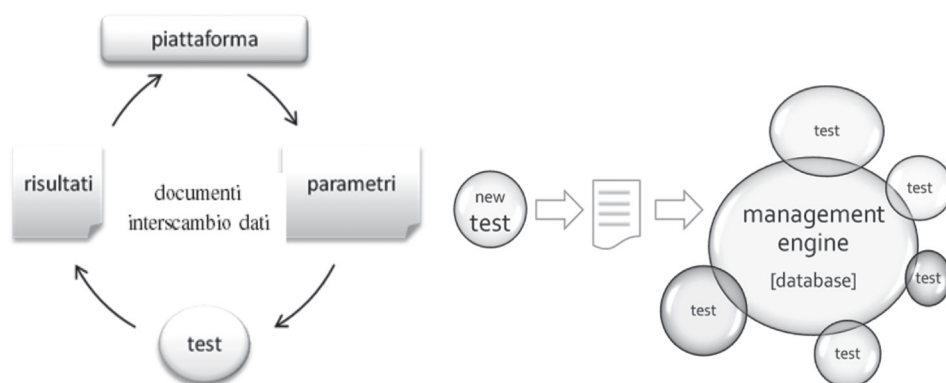 piattaforma
risultati
documenti
interscambio dati
parametri
test
new
test
test
test
management
engine
[database]
test
test
test